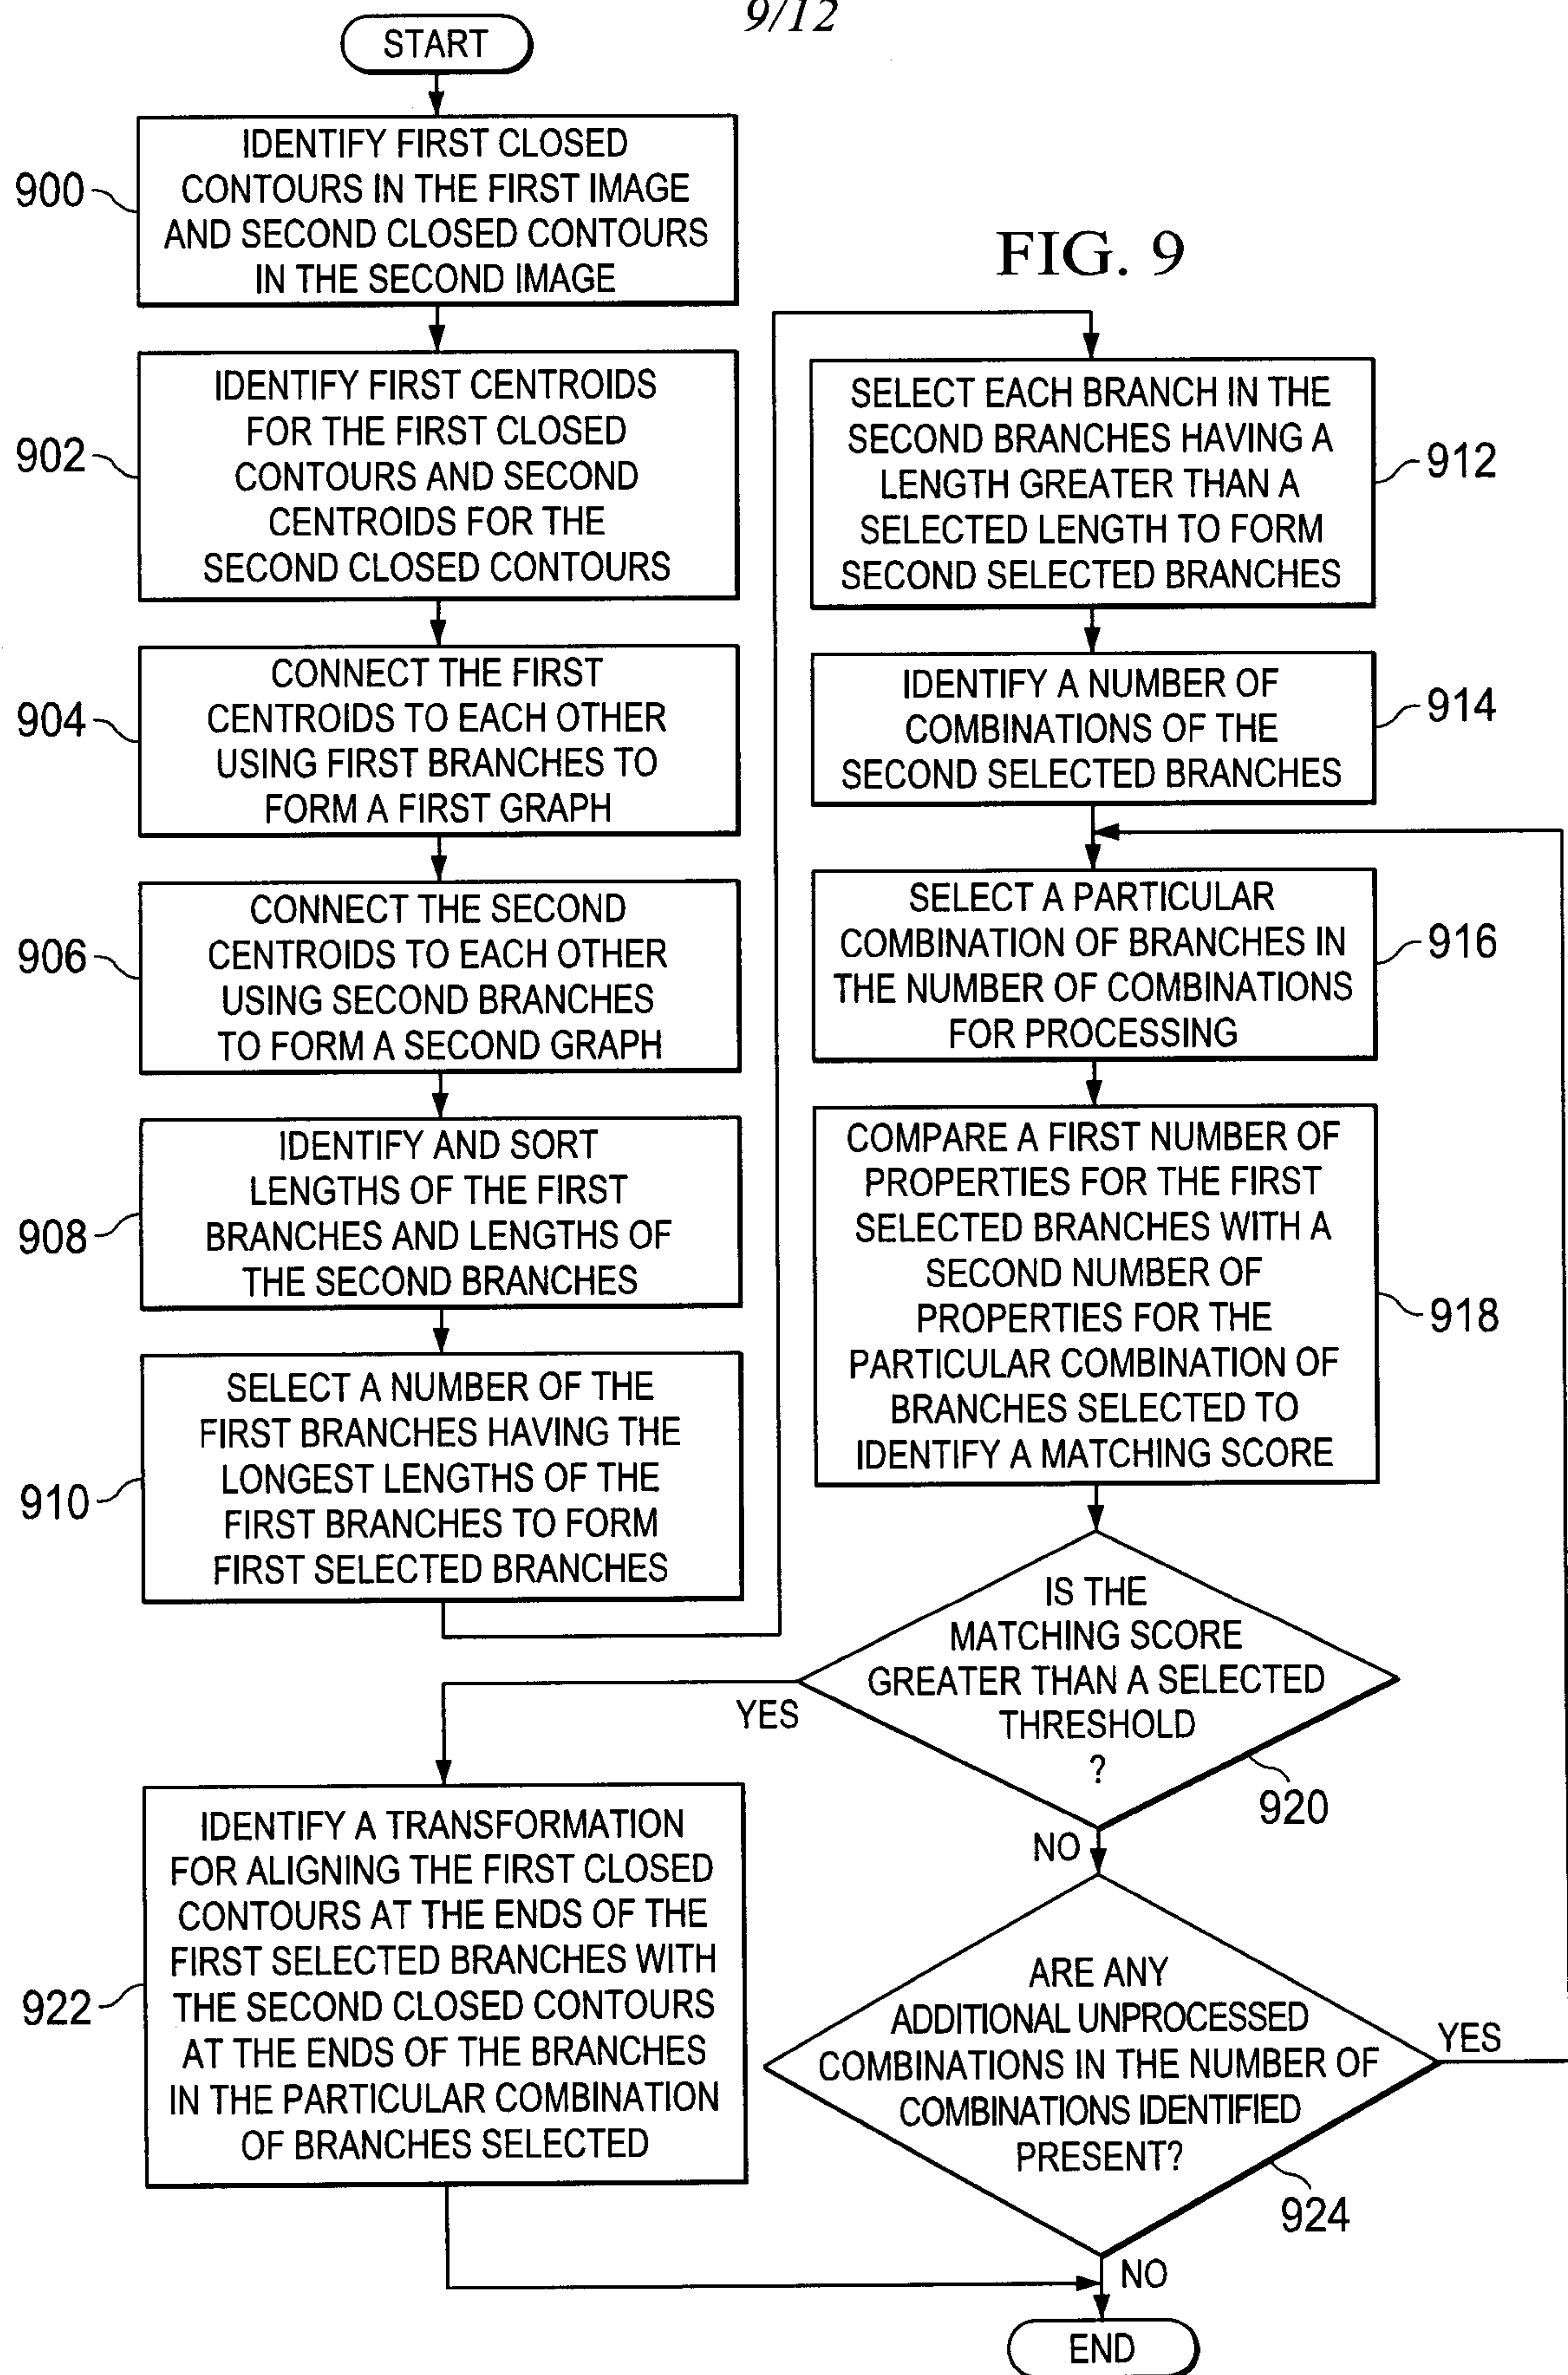 9/12
START
900
IDENTIFY FIRST CLOSED
CONTOURS IN THE FIRST IMAGE
AND SECOND CLOSED CONTOURS
IN THE SECOND IMAGE
FIG. 9
902
IDENTIFY FIRST CENTROIDS
FOR THE FIRST CLOSED
CONTOURS AND SECOND
CENTROIDS FOR THE
SECOND CLOSED CONTOURS
904
CONNECT THE FIRST
CENTROIDS TO EACH OTHER
USING FIRST BRANCHES TO
FORM A FIRST GRAPH
906
CONNECT THE SECOND
CENTROIDS TO EACH OTHER
USING SECOND BRANCHES
TO FORM A SECOND GRAPH
908
IDENTIFY AND SORT
LENGTHS OF THE FIRST
BRANCHES AND LENGTHS OF
THE SECOND BRANCHES
910
SELECT A NUMBER OF THE
FIRST BRANCHES HAVING THE
LONGEST LENGTHS OF THE
FIRST BRANCHES TO FORM
FIRST SELECTED BRANCHES
SELECT EACH BRANCH IN THE
SECOND BRANCHES HAVING A
LENGTH GREATER THAN A
SELECTED LENGTH TO FORM
SECOND SELECTED BRANCHES
912
IDENTIFY A NUMBER OF
COMBINATIONS OF THE
SECOND SELECTED BRANCHES
914
SELECT A PARTICULAR
COMBINATION OF BRANCHES IN
THE NUMBER OF COMBINATIONS
FOR PROCESSING
916
COMPARE A FIRST NUMBER OF
PROPERTIES FOR THE FIRST
SELECTED BRANCHES WITH A
SECOND NUMBER OF
PROPERTIES FOR THE
PARTICULAR COMBINATION OF
BRANCHES SELECTED TO
IDENTIFY A MATCHING SCORE
918
IS THE
MATCHING SCORE
GREATER THAN A SELECTED
THRESHOLD
?
920
YES
NO
922
IDENTIFY A TRANSFORMATION
FOR ALIGNING THE FIRST CLOSED
CONTOURS AT THE ENDS OF THE
FIRST SELECTED BRANCHES WITH
THE SECOND CLOSED CONTOURS
AT THE ENDS OF THE BRANCHES
IN THE PARTICULAR COMBINATION
OF BRANCHES SELECTED
ARE ANY
ADDITIONAL UNPROCESSED
COMBINATIONS IN THE NUMBER OF
COMBINATIONS IDENTIFIED
PRESENT?
924
YES
NO
END